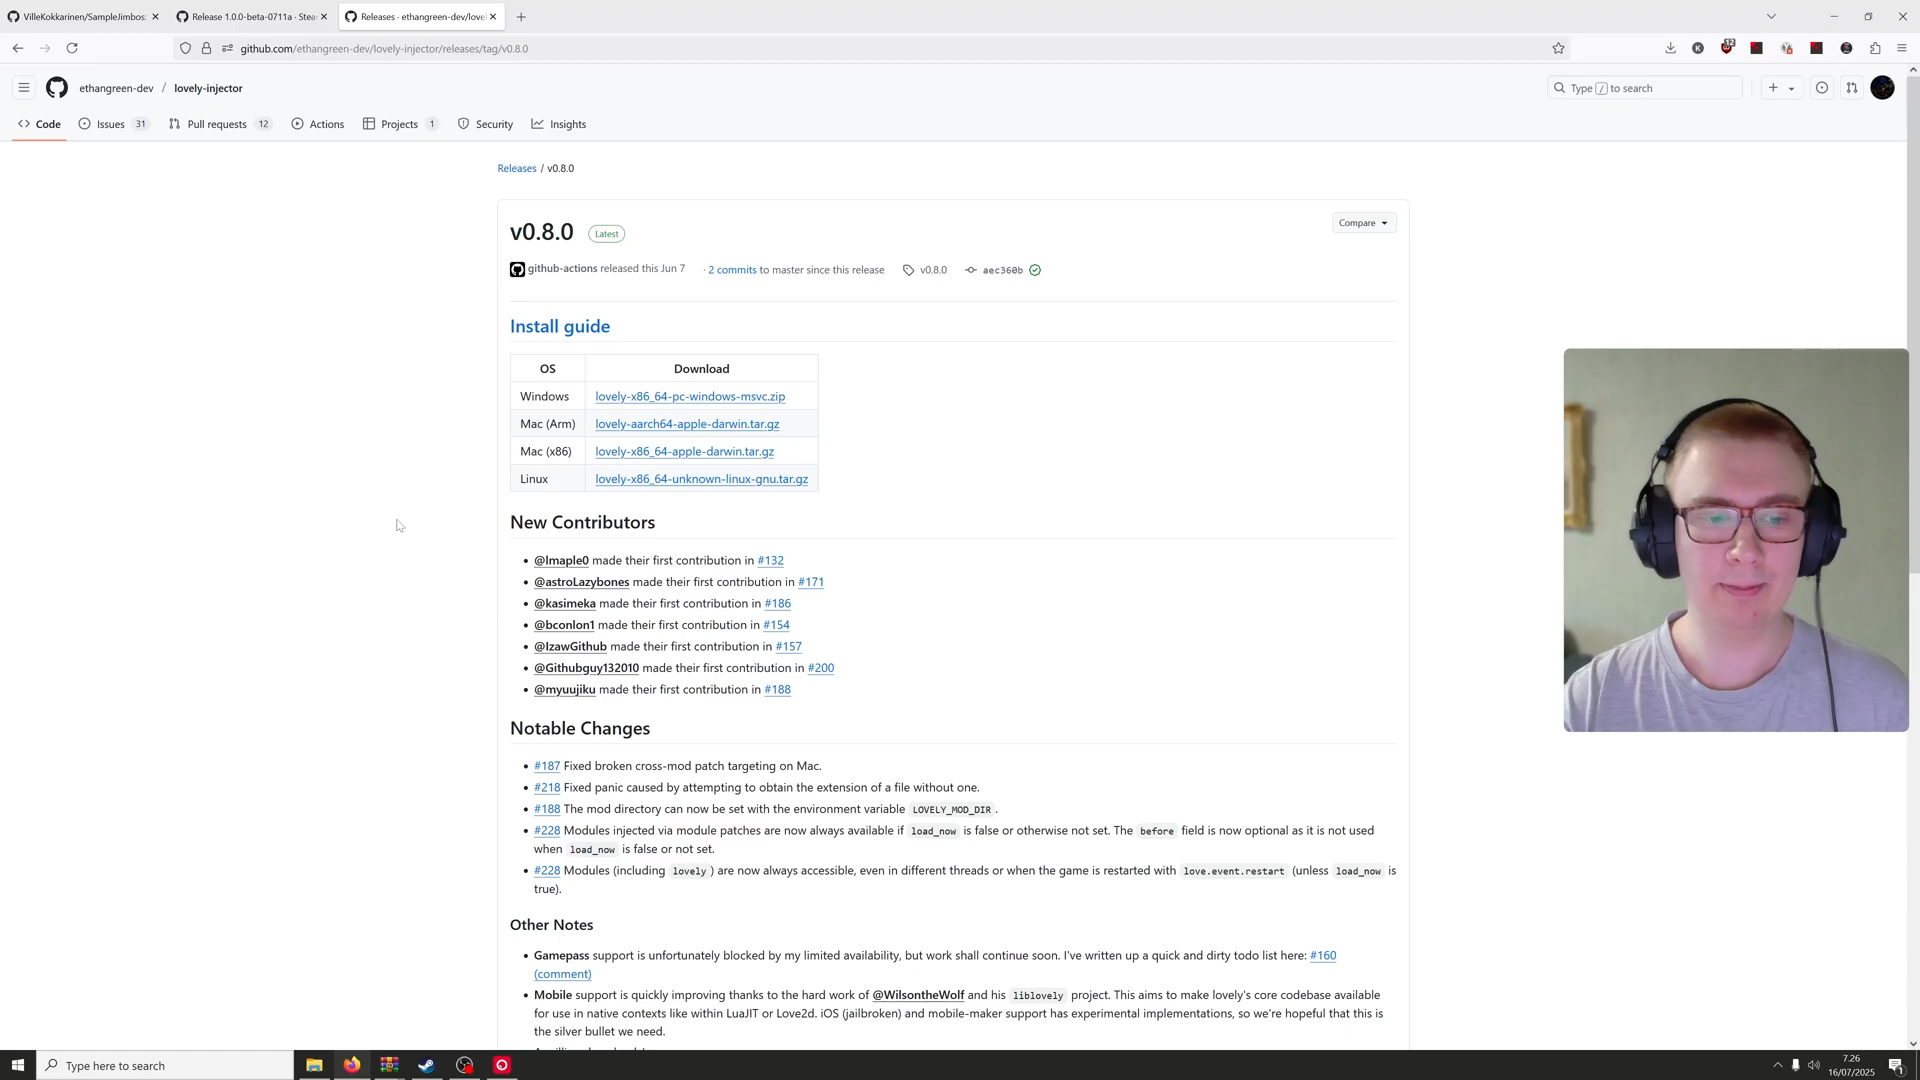 VilleKokkarinen/SampleJimbos:
Release 1.0.0-beta-0711a · Stea
Releases · ethangreen-dev/lovel
github.com/ethangreen-dev/lovely-injector/releases/tag/v0.8.0
12
K
ethangreen-dev / lovely-injector
Type / to search
Code
Issues 31
Pull requests 12
Actions
Projects 1
Security
Insights
Releases / v0.8.0
v0.8.0 Latest
Compare
github-actions released this Jun 7 · 2 commits to master since this release v0.8.0 aec360b
Install guide
OS Download
Windows lovely-x86_64-pc-windows-msvc.zip
Mac (Arm) lovely-aarch64-apple-darwin.tar.gz
Mac (x86) lovely-x86_64-apple-darwin.tar.gz
Linux lovely-x86_64-unknown-linux-gnu.tar.gz
New Contributors
• @lmaple0 made their first contribution in #132
• @astroLazybones made their first contribution in #171
• @kasimeka made their first contribution in #186
• @bconlon1 made their first contribution in #154
• @IzawGithub made their first contribution in #157
• @Githubguy132010 made their first contribution in #200
• @myuujiku made their first contribution in #188
Notable Changes
• #187 Fixed broken cross-mod patch targeting on Mac.
• #218 Fixed panic caused by attempting to obtain the extension of a file without one.
• #188 The mod directory can now be set with the environment variable LOVELY_MOD_DIR .
• #228 Modules injected via module patches are now always available if load_now is false or otherwise not set. The before field is now optional as it is not used
when load_now is false or not set.
• #228 Modules (including lovely ) are now always accessible, even in different threads or when the game is restarted with love.event.restart (unless load_now is
true).
Other Notes
• Gamepass support is unfortunately blocked by my limited availability, but work shall continue soon. I've written up a quick and dirty todo list here: #160
(comment)
• Mobile support is quickly improving thanks to the hard work of @WilsontheWolf and his liblovely project. This aims to make lovely's core codebase available
for use in native contexts like within LuaJIT or Love2d. iOS (jailbroken) and mobile-maker support has experimental implementations, so we're hopeful that this is
the silver bullet we need.
Type here to search
7.26
16/07/2025
1